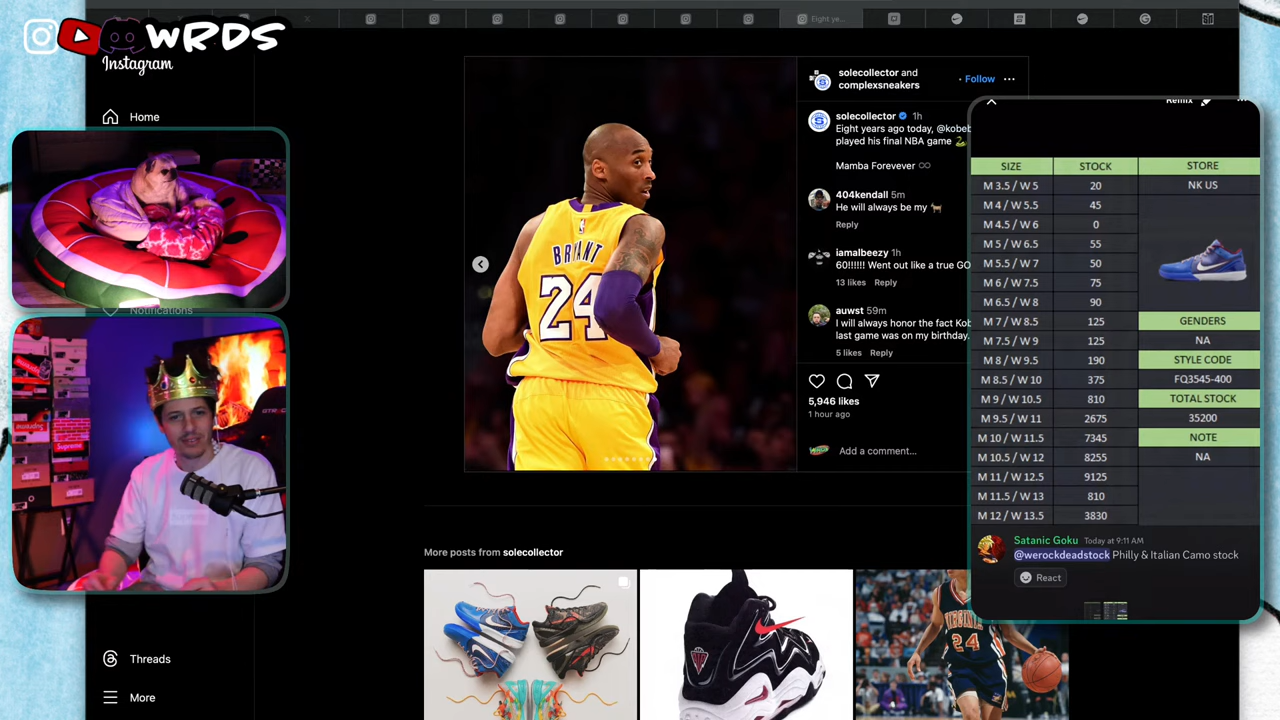 WRDS
Instagram
Home
Notifications
Threads
More
Eight ye...
BRYANT
24
solecollector and
complexsneakers
• Follow
solecollector 1h
Eight years ago today, @kobeb
played his final NBA game 🐍
Mamba Forevever ♾
404kendall 5m
He will always be my 🐐
Reply
iamalbeezy 1h
60!!!!!! Went out like a true GO
13 likes Reply
auwst 59m
I will always honor the fact Kob
last game was on my birthday.
5 likes Reply
5,946 likes
1 hour ago
Add a comment...
More posts from solecollector
VIRGINIA
24
Remix
SIZE STOCK STORE
M 3.5 / W 5 20 NK US
M 4 / W 5.5 45
M 4.5 / W 6 0
M 5 / W 6.5 55
M 5.5 / W 7 50
M 6 / W 7.5 75
M 6.5 / W 8 90
M 7 / W 8.5 125 GENDERS
M 7.5 / W 9 125 NA
M 8 / W 9.5 190 STYLE CODE
M 8.5 / W 10 375 FQ3545-400
M 9 / W 10.5 810 TOTAL STOCK
M 9.5 / W 11 2675 35200
M 10 / W 11.5 7345 NOTE
M 10.5 / W 12 8255 NA
M 11 / W 12.5 9125
M 11.5 / W 13 810
M 12 / W 13.5 3830
Satanic Goku Today at 9:11 AM
@werockdeadstock Philly & Italian Camo stock
React
Supreme